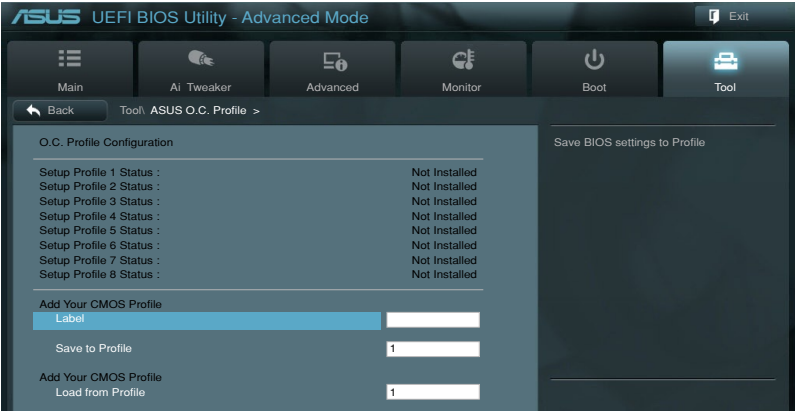 ASUS UEFI BIOS Utility - Advanced Mode
Exit
Main
Ai Tweaker
Advanced
Monitor
Boot
Tool
Back
Tool\ ASUS O.C. Profile >
O.C. Profile Configuration
Save BIOS settings to Profile
Setup Profile 1 Status : Not Installed
Setup Profile 2 Status : Not Installed
Setup Profile 3 Status : Not Installed
Setup Profile 4 Status : Not Installed
Setup Profile 5 Status : Not Installed
Setup Profile 6 Status : Not Installed
Setup Profile 7 Status : Not Installed
Setup Profile 8 Status : Not Installed
Add Your CMOS Profile
Label
Save to Profile 1
Add Your CMOS Profile
Load from Profile 1